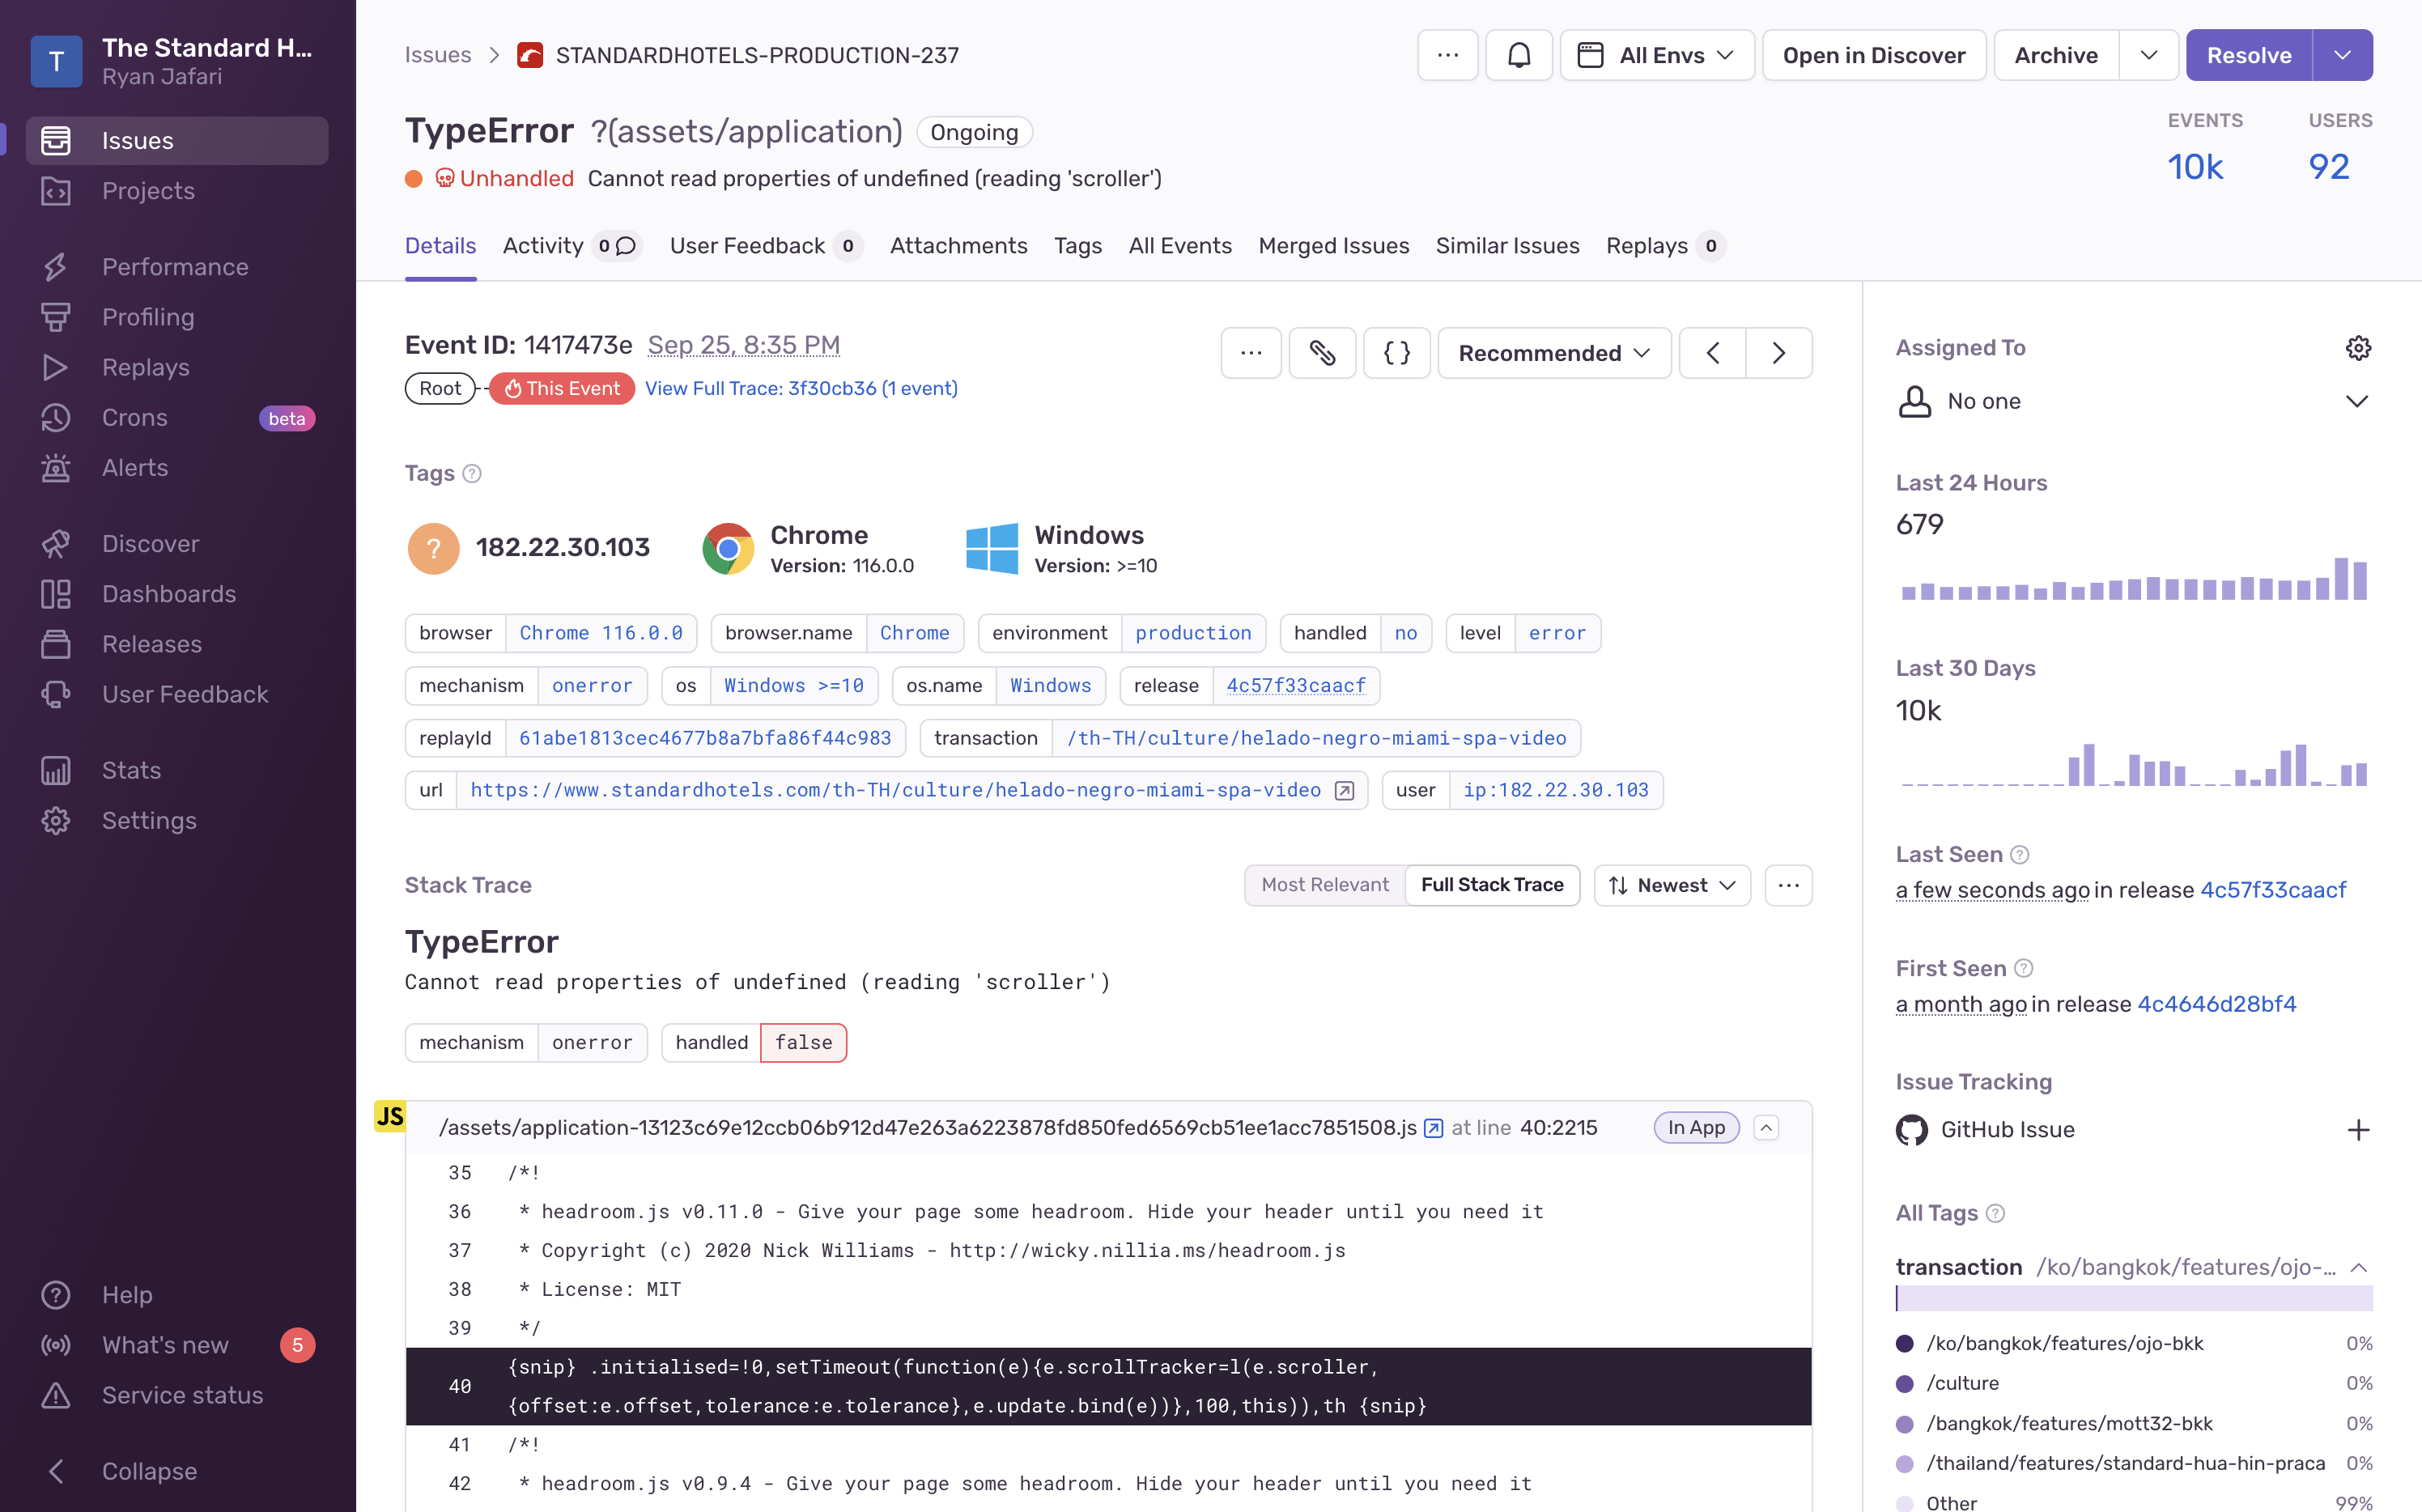 T
The Standard H...
Ryan Jafari
Issues
Projects
Performance
Profiling
Replays
Crons beta
Alerts
Discover
Dashboards
Releases
User Feedback
Stats
Settings
Help
What's new 5
Service status
Collapse
Issues STANDARDHOTELS-PRODUCTION-237
... All Envs Open in Discover Archive Resolve
TypeError ?(assets/application) Ongoing
Unhandled Cannot read properties of undefined (reading 'scroller')
EVENTS USERS
10k 92
Details Activity 0 User Feedback 0 Attachments Tags All Events Merged Issues Similar Issues Replays 0
Event ID: 1417473e Sep 25, 8:35 PM
Root This Event View Full Trace: 3f30cb36 (1 event)
... {} Recommended
Tags ?
? 182.22.30.103
Chrome
Version: 116.0.0
Windows
Version: >=10
browser Chrome 116.0.0 browser.name Chrome environment production handled no level error
mechanism onerror os Windows >=10 os.name Windows release 4c57f33caacf
replayId 61abe1813cec4677b8a7bfa86f44c983 transaction /th-TH/culture/helado-negro-miami-spa-video
url https://www.standardhotels.com/th-TH/culture/helado-negro-miami-spa-video user ip:182.22.30.103
Stack Trace Most Relevant Full Stack Trace Newest ...
TypeError
Cannot read properties of undefined (reading 'scroller')
mechanism onerror handled false
JS
/assets/application-13123c69e12ccb06b912d47e263a6223878fd850fed6569cb51ee1acc7851508.js at line 40:2215 In App
35 /*!
36 * headroom.js v0.11.0 - Give your page some headroom. Hide your header until you need it
37 * Copyright (c) 2020 Nick Williams - http://wicky.nillia.ms/headroom.js
38 * License: MIT
39 */
40 {snip} .initialised=!0,setTimeout(function(e){e.scrollTracker=l(e.scroller,
{offset:e.offset,tolerance:e.tolerance},e.update.bind(e))},100,this)),th {snip}
41 /*!
42 * headroom.js v0.9.4 - Give your page some headroom. Hide your header until you need it
Assigned To
No one
Last 24 Hours
679
Last 30 Days
10k
Last Seen ?
a few seconds ago in release 4c57f33caacf
First Seen ?
a month ago in release 4c4646d28bf4
Issue Tracking
GitHub Issue
All Tags ?
transaction /ko/bangkok/features/ojo-...
/ko/bangkok/features/ojo-bkk 0%
/culture 0%
/bangkok/features/mott32-bkk 0%
/thailand/features/standard-hua-hin-praca 0%
Other 99%